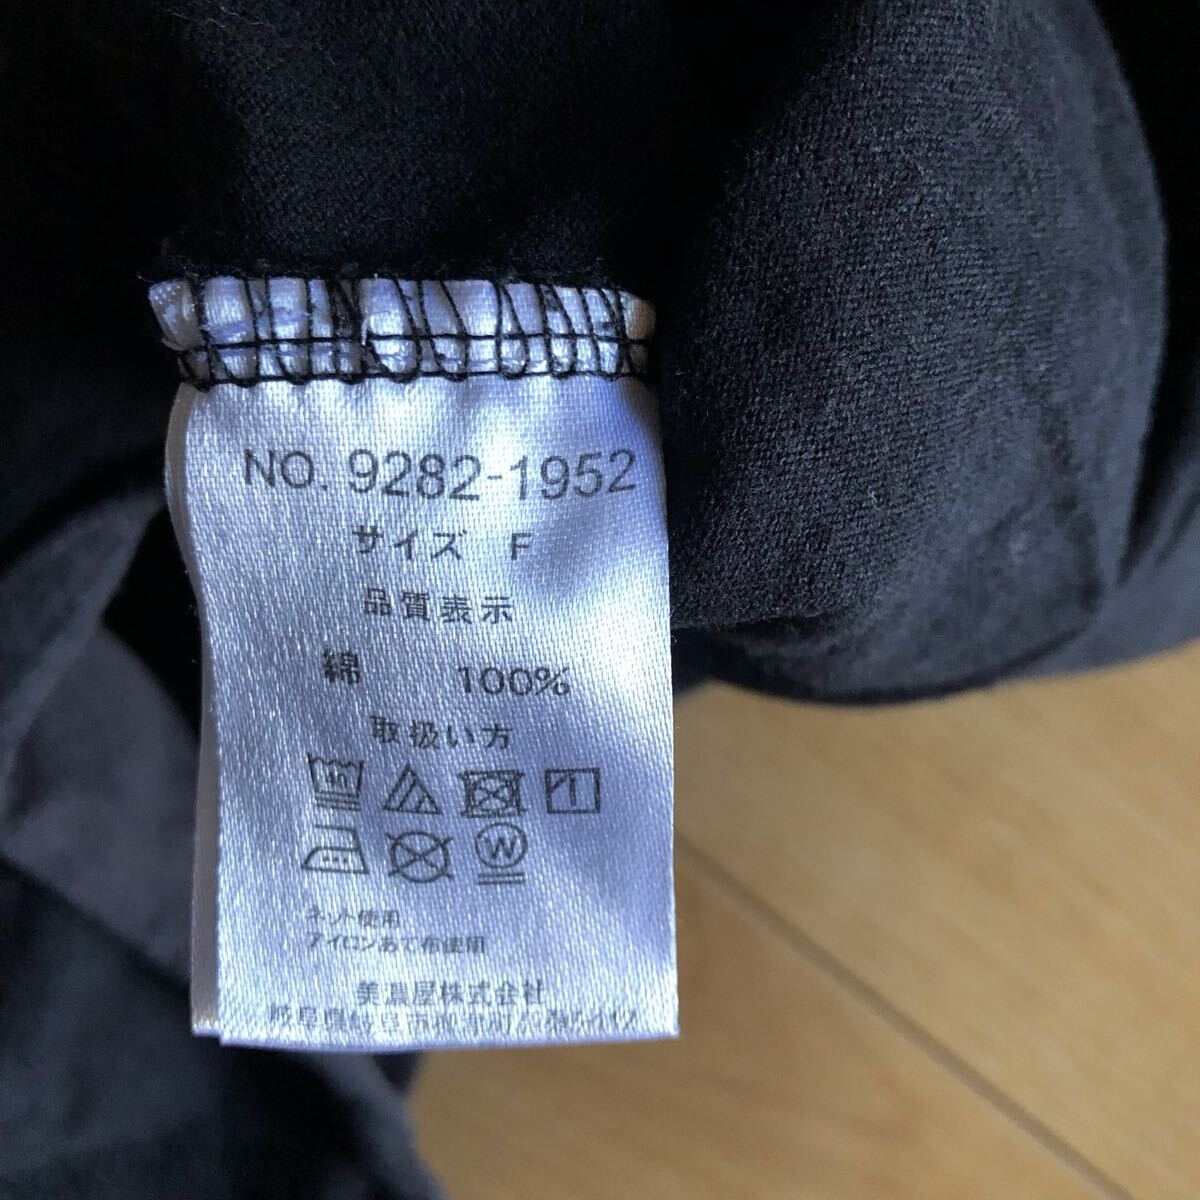 NO. 9282-1952
サイズ F
品質表示
綿 100%
取扱い方
W
ネット使用
アイロンあて布使用
美濃屋株式会社